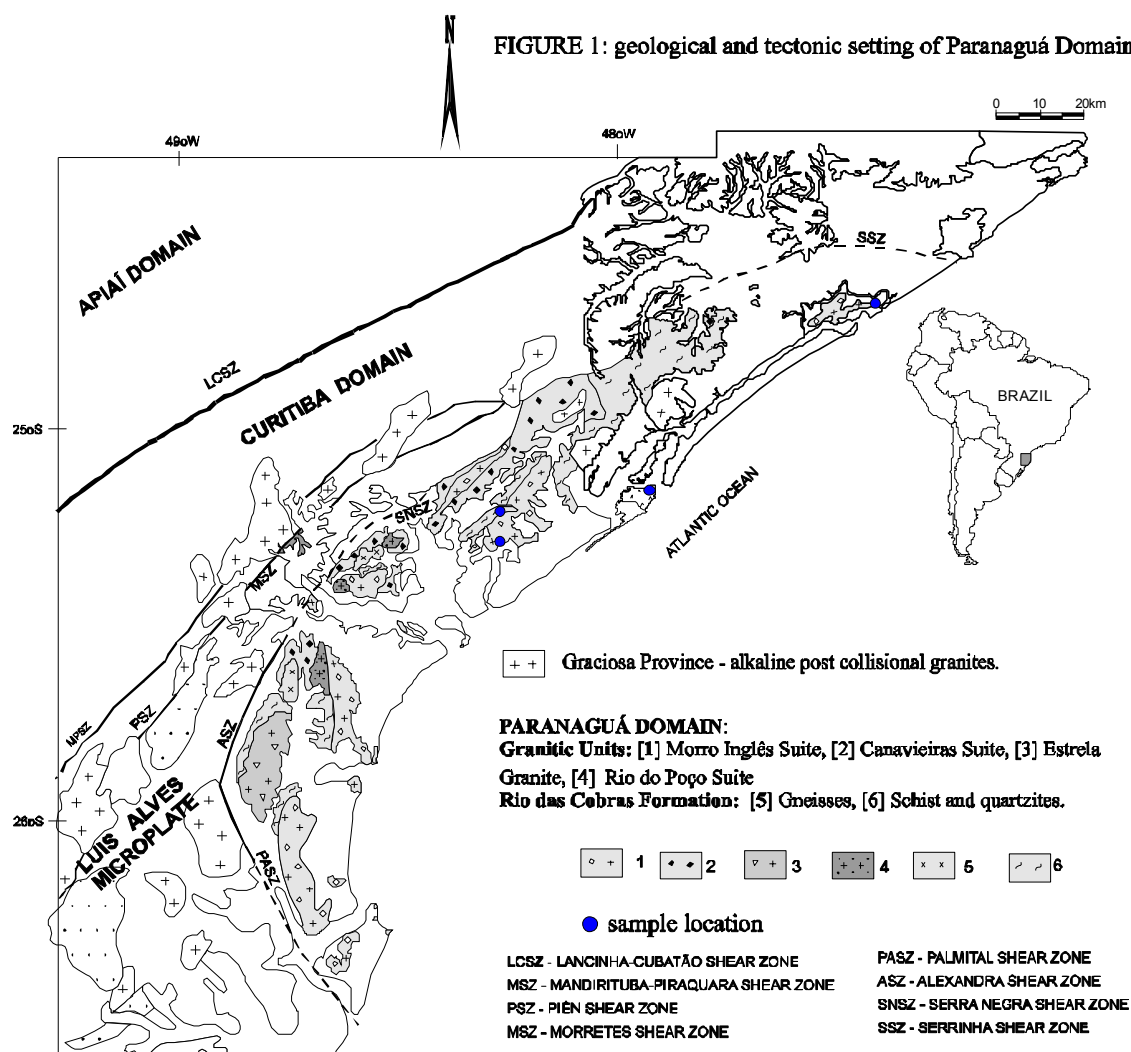 N
FIGURE 1: geological and tectonic setting of Paranaguá Domain
0 10 20km
49oW
48oW
SSZ
APIAÍ DOMAIN
LCSZ
CURITIBA DOMAIN
BRAZIL
25oS
SNSZ
ATLANTIC OCEAN
MSZ
Graciosa Province - alkaline post collisional granites.
PSZ
ASZ
MPSZ
PARANAGUÁ DOMAIN:
Granitic Units: [1] Morro Inglês Suite, [2] Canavieiras Suite, [3] Estrela
Granite, [4] Rio do Poço Suite
Rio das Cobras Formation: [5] Gneisses, [6] Schist and quartzites.
26oS
LUIS ALVES
MICROPLATE
PASZ
1 2 3 4 5 6
sample location
LCSZ - LANCINHA-CUBATÃO SHEAR ZONE
MSZ - MANDIRITUBA-PIRAQUARA SHEAR ZONE
PSZ - PIÊN SHEAR ZONE
MSZ - MORRETES SHEAR ZONE
PASZ - PALMITAL SHEAR ZONE
ASZ - ALEXANDRA SHEAR ZONE
SNSZ - SERRA NEGRA SHEAR ZONE
SSZ - SERRINHA SHEAR ZONE